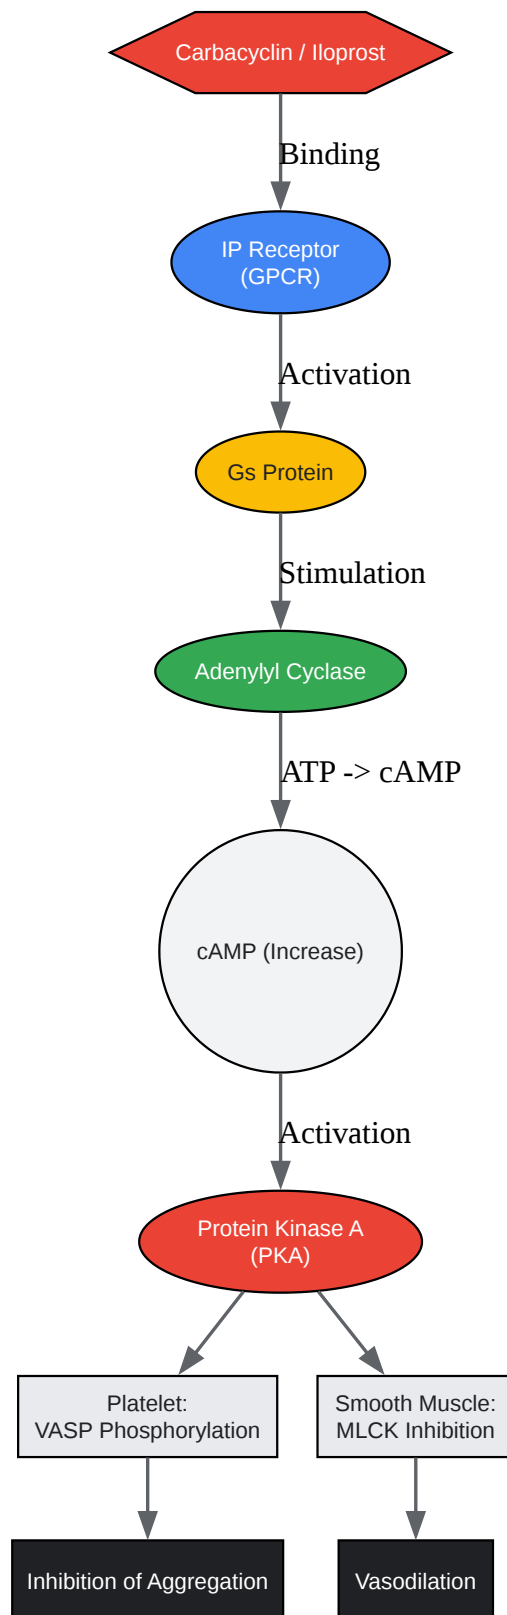 Carbacyclin / Iloprost
Binding
IP Receptor
(GPCR)
Activation
Gs Protein
Stimulation
Adenylyl Cyclase
ATP -> cAMP
cAMP (Increase)
Activation
Protein Kinase A
(PKA)
Platelet:
VASP Phosphorylation
Smooth Muscle:
MLCK Inhibition
Inhibition of Aggregation
Vasodilation